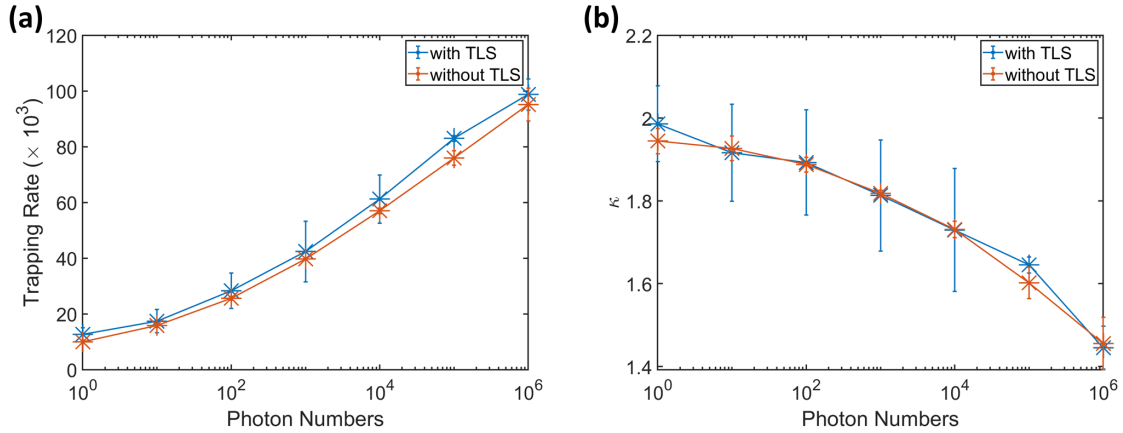 (a)
120
100
80
60
40
20
0
Trapping Rate (× 10³)
10⁰
10²
10⁴
10⁶
Photon Numbers
with TLS
without TLS
(b)
2.2
2
1.8
1.6
1.4
κ
10⁰
10²
10⁴
10⁶
Photon Numbers
with TLS
without TLS